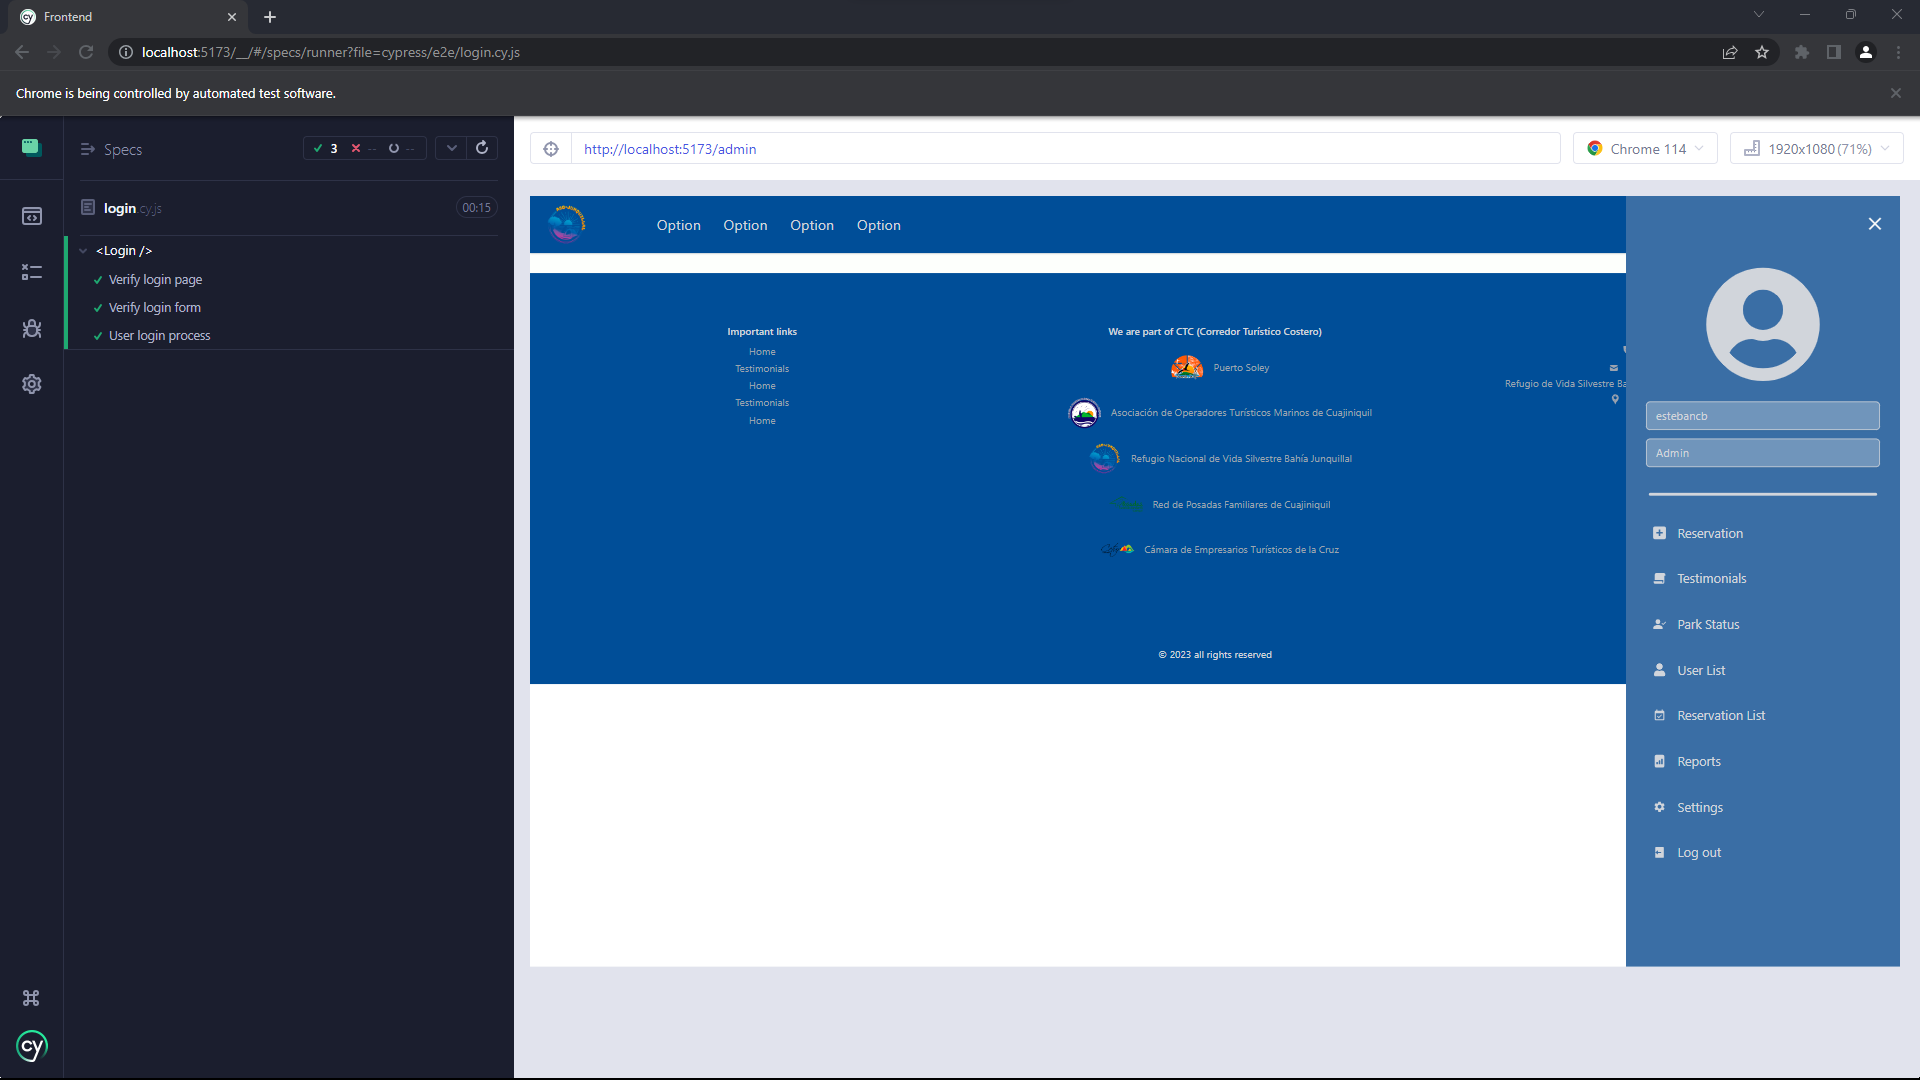 Frontend
localhost:5173/__/#/specs/runner?file=cypress/e2e/login.cy.js
Chrome is being controlled by automated test software.
Specs
3 -- --
login.cy.js
00:15
<Login />
Verify login page
Verify login form
User login process
cy
http://localhost:5173/admin
Chrome 114
1920x1080 (71%)
Option Option Option Option
Important links
Home
Testimonials
Home
Testimonials
Home
We are part of CTC (Corredor Turístico Costero)
Puerto Soley
Asociación de Operadores Turísticos Marinos de Cuajiniquil
Refugio Nacional de Vida Silvestre Bahía Junquillal
Red de Posadas Familiares de Cuajiniquil
Cámara de Empresarios Turísticos de la Cruz
Refugio de Vida Silvestre Ba
© 2023 all rights reserved
estebancb
Admin
Reservation
Testimonials
Park Status
User List
Reservation List
Reports
Settings
Log out